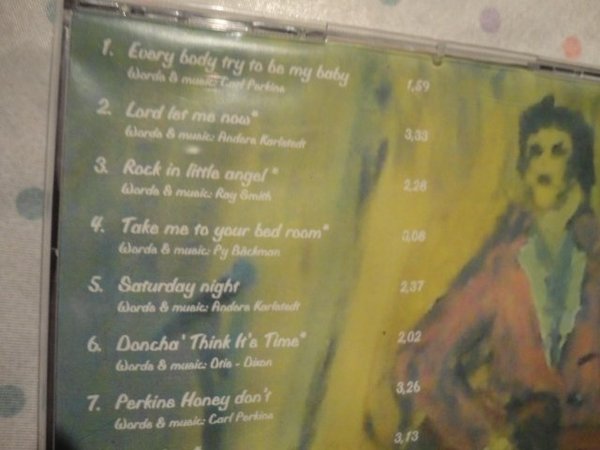 1. Every body try to be my baby 1,59
Words & music: Carl Perkins
2. Lord let me now* 3,33
Words & music: Anders Karlstedt
3. Rock in little angel* 2,28
Words & music: Ray Smith
4. Take me to your bed room*
Words & music: Py Bäckman
5. Saturday night 2,37
Words & music: Anders Karlstedt
6. Doncha' Think It's Time* 2,02
Words & music: Otis - Dixon
7. Perkins Honey don't 3,26
Words & music: Carl Perkins
3,13